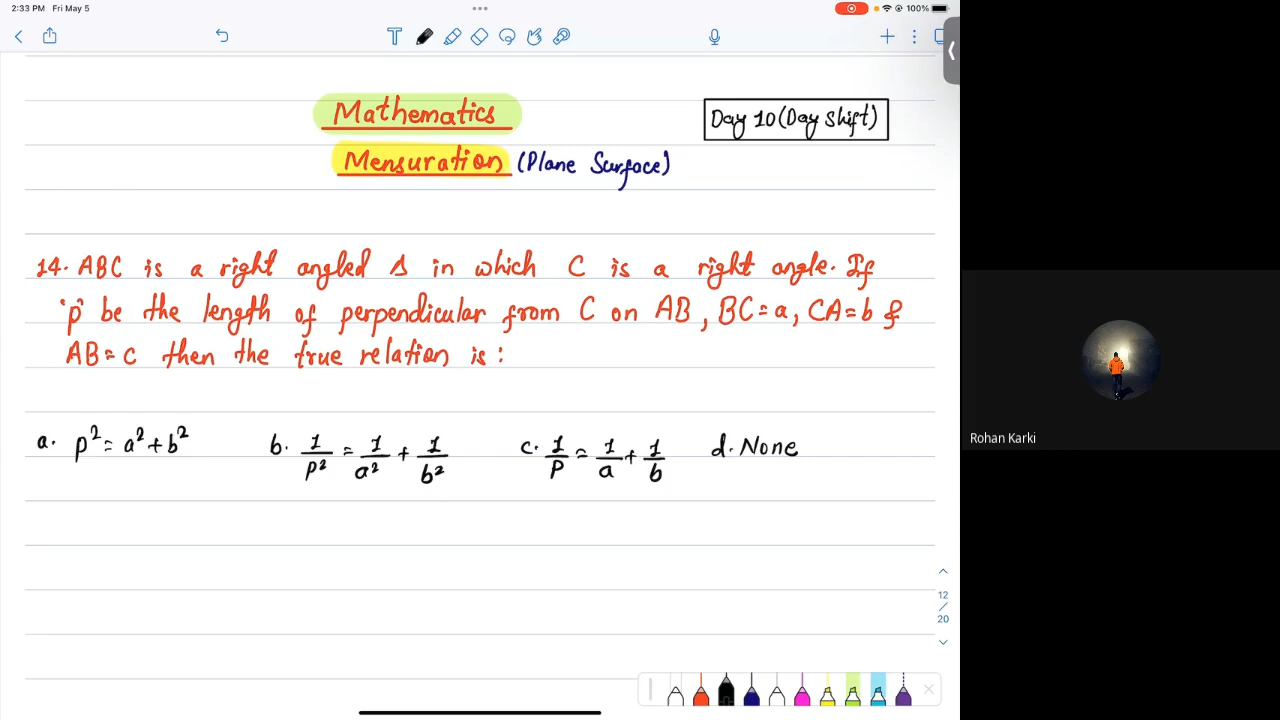 2:33 PM Fri May 5
100%
Mathematics
Day 10 (Day Shift)
Mensuration (Plane Surface)
14. ABC is a right angled Δ in which C is a right angle. If
'p' be the length of perpendicular from C on AB, BC = a, CA = b &
AB = c then the true relation is :
a. p² = a² + b² b. 1/p² = 1/a² + 1/b² c. 1/p = 1/a + 1/b d. None
Rohan Karki
12
/
20